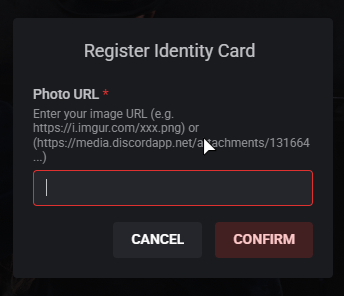 Register Identity Card
Photo URL *
Enter your image URL (e.g.
https://i.imgur.com/xxx.png) or
(https://media.discordapp.net/attachments/131664
...)
CANCEL
CONFIRM